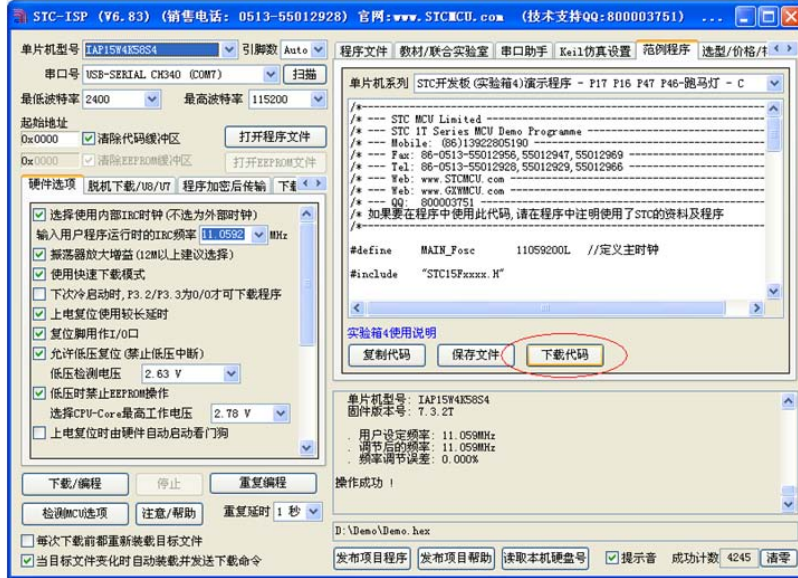 STC-ISP (V6.83) (销售电话: 0513-55012928) 官网:www.STCMCU.com (技术支持QQ:800003751) ...
单片机型号 IAP15W4K58S4 引脚数 Auto
串口号 USB-SERIAL CH340 (COM7) 扫描
最低波特率 2400 最高波特率 115200
起始地址
0x0000 清除代码缓冲区 打开程序文件
0x0000 清除EEPROM缓冲区 打开EEPROM文件
硬件选项 脱机下载/U8/U7 程序加密后传输
选择使用内部IRC时钟(不选为外部时钟)
输入用户程序运行时的IRC频率 11.0592 MHz
振荡器放大增益(12M以上建议选择)
使用快速下载模式
下次冷启动时,P3.2/P3.3为0/0才可下载程序
上电复位使用较长延时
复位脚用作I/O口
允许低压复位(禁止低压中断)
低压检测电压 2.63 V
低压时禁止EEPROM操作
选择CPU-Core最高工作电压 2.78 V
上电复位时由硬件自动启动看门狗
下载/编程 停止 重复编程
检测MCU选项 注意/帮助 重复延时 1 秒
每次下载前都重新装载目标文件
当目标文件变化时自动装载并发送下载命令
程序文件 教材/联合实验室 串口助手 Keil仿真设置 范例程序 选型/价格/
单片机系列 STC开发板(实验箱4)演示程序 - P17 P16 P47 P46-跑马灯 - C
/*---------------------------------------------------------------------
/* --- STC MCU Limited ------------------------------------------------
/* --- STC 1T Series MCU Demo Programme -------------------------------
/* --- Mobile: (86)13922805190 ----------------------------------------
/* --- Fax: 86-0513-55012956,55012947,55012969 ------------------------
/* --- Tel: 86-0513-55012928,55012929,55012966 ------------------------
/* --- Web: www.STCMCU.com --------------------------------------------
/* --- Web: www.GXWMCU.com --------------------------------------------
/* --- QQ: 800003751 --------------------------------------------------
/* 如果要在程序中使用此代码,请在程序中注明使用了STC的资料及程序
/*---------------------------------------------------------------------
#define MAIN_Fosc 11059200L //定义主时钟
#include "STC15Fxxxx.H"
实验箱4使用说明
复制代码 保存文件 下载代码
单片机型号: IAP15W4K58S4
固件版本号: 7.3.2T
. 用户设定频率: 11.059MHz
. 调节后的频率: 11.059MHz
. 频率调节误差: 0.000%
操作成功 !
D:\Demo\Demo.hex
发布项目程序 发布项目帮助 读取本机硬盘号 提示音 成功计数 4245 清零